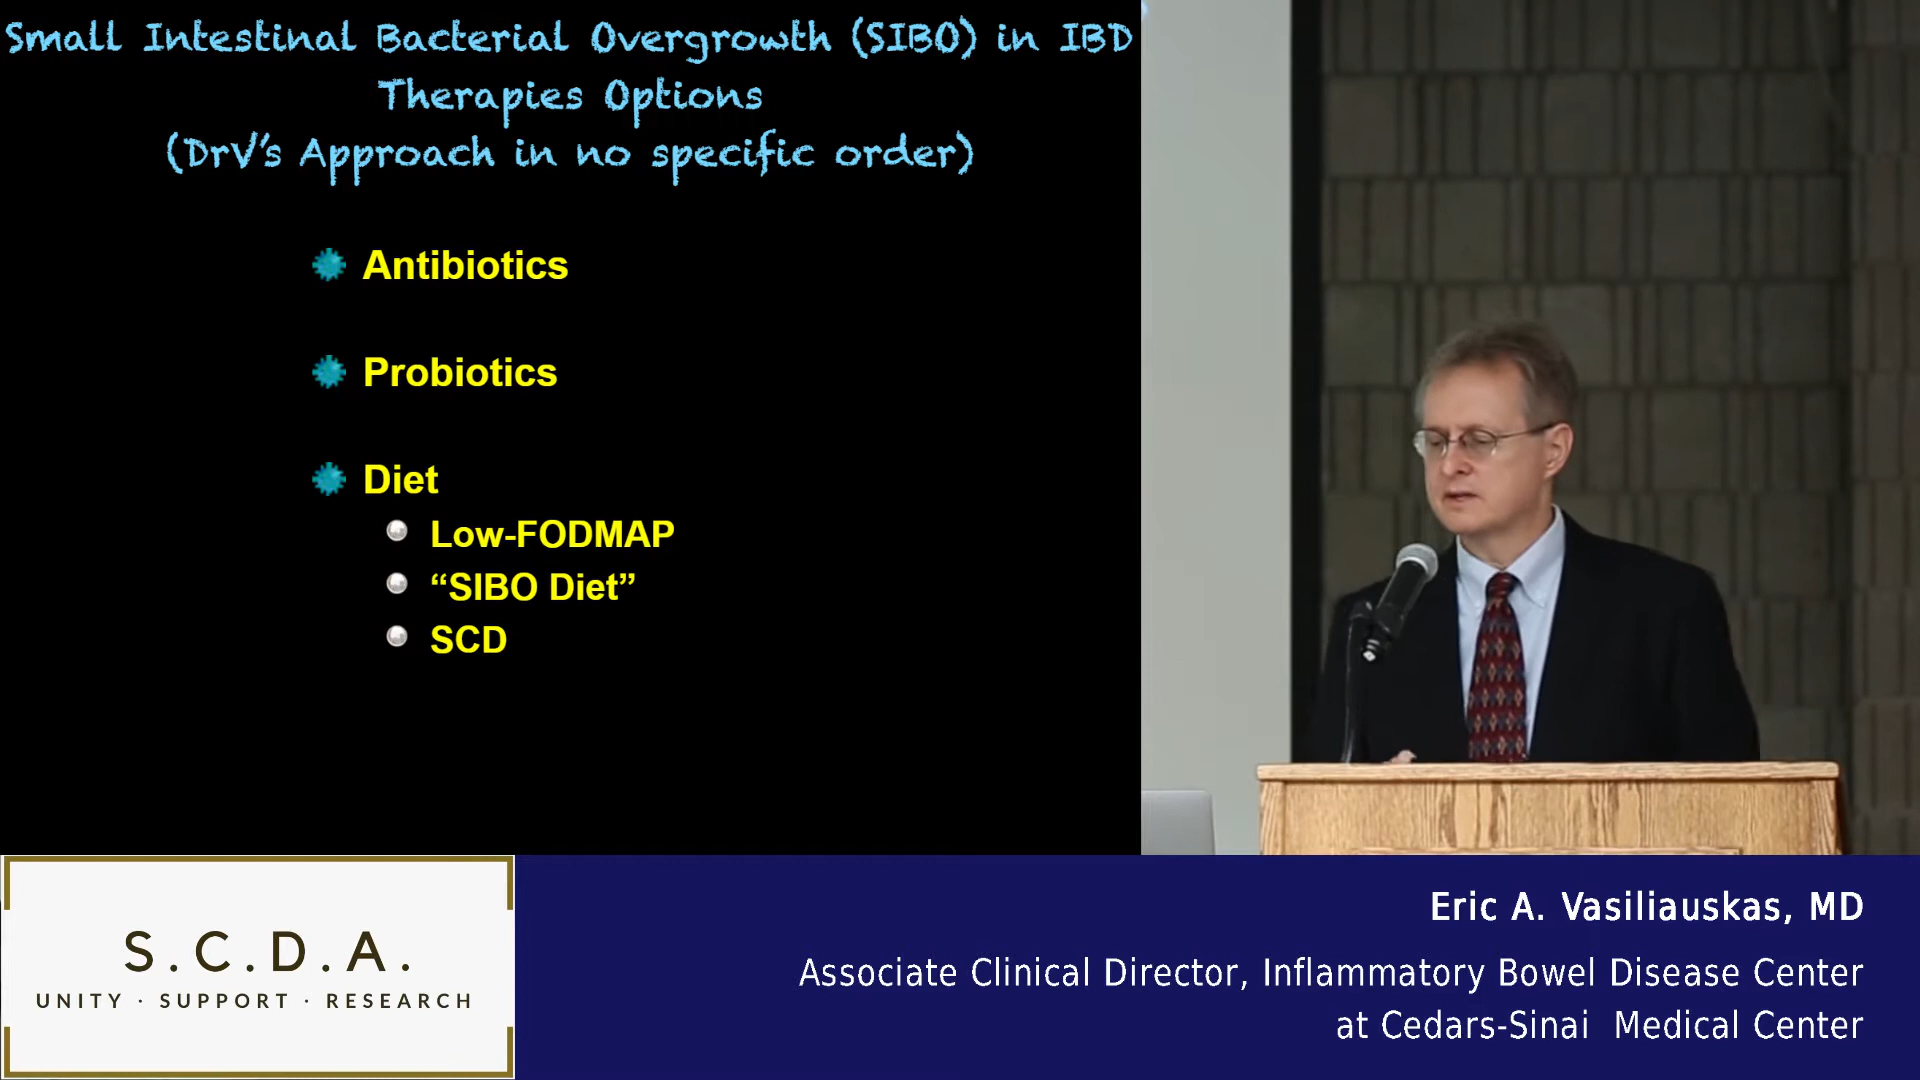 Small Intestinal Bacterial Overgrowth (SIBO) in IBD
Therapies Options
(DrV's Approach in no specific order)
Antibiotics
Probiotics
Diet
Low-FODMAP
“SIBO Diet”
SCD
S.C.D.A.
UNITY · SUPPORT · RESEARCH
Eric A. Vasiliauskas, MD
Associate Clinical Director, Inflammatory Bowel Disease Center
at Cedars-Sinai Medical Center